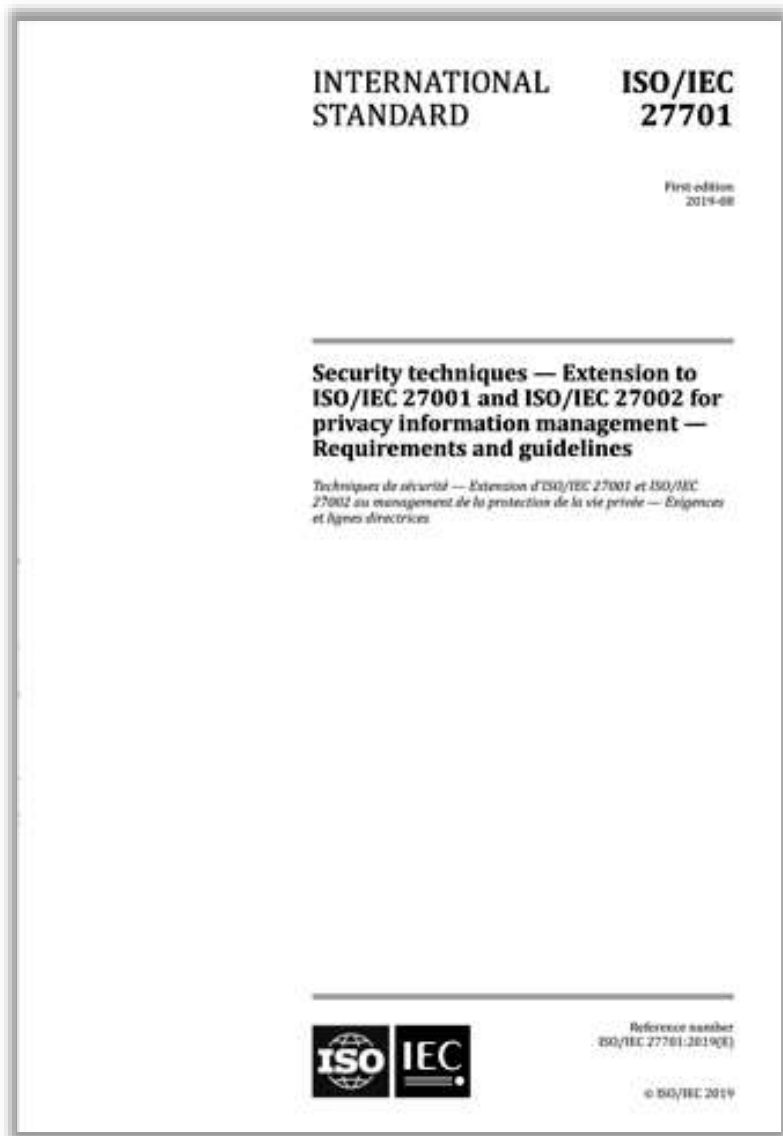 INTERNATIONAL
STANDARD
ISO/IEC
27701
First edition
2019-08
Security techniques — Extension to
ISO/IEC 27001 and ISO/IEC 27002 for
privacy information management —
Requirements and guidelines
Techniques de sécurité — Extension d'ISO/IEC 27001 et ISO/IEC
27002 au management de la protection de la vie privée — Exigences
et lignes directrices
ISO
IEC
Reference number
ISO/IEC 27701:2019(E)
© ISO/IEC 2019